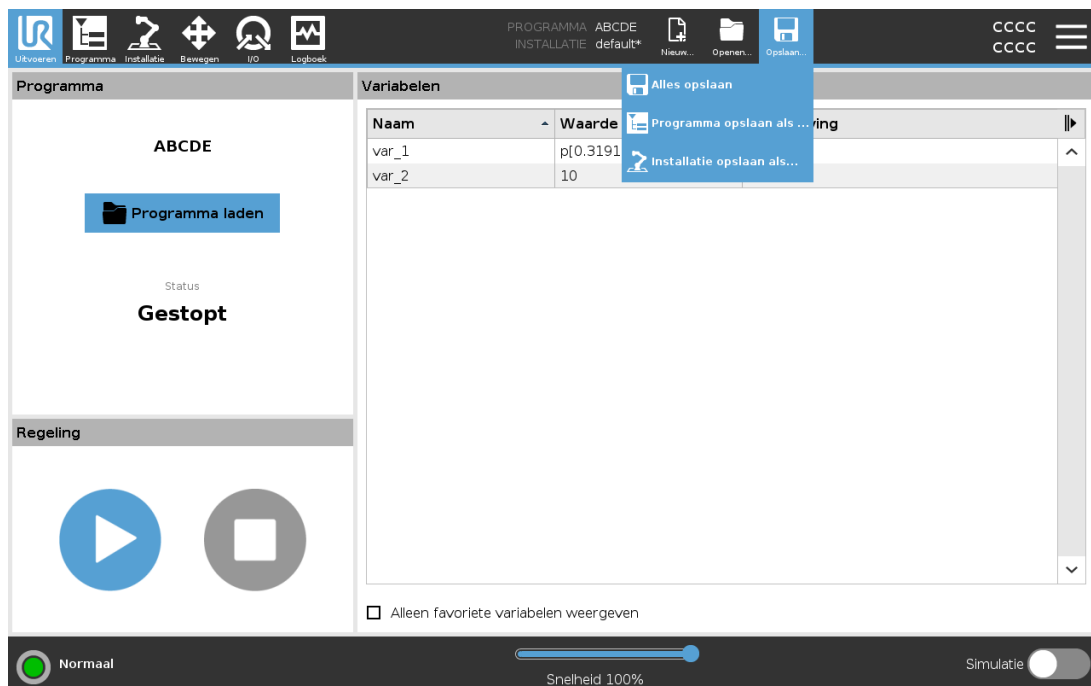 PROGRAMMA ABCDE
INSTALLATIE default*
CCCC
CCCC
Uitvoeren Programma Installatie Bewegen I/O Logboek
Nieuw... Openen... Opslaan...
Alles opslaan
Programma opslaan als ...
Installatie opslaan als...
Programma
ABCDE
Programma laden
Status
Gestopt
Variabelen
Naam Waarde ving
var_1 p[0.3191
var_2 10
Alleen favoriete variabelen weergeven
Regeling
Normaal
Snelheid 100%
Simulatie